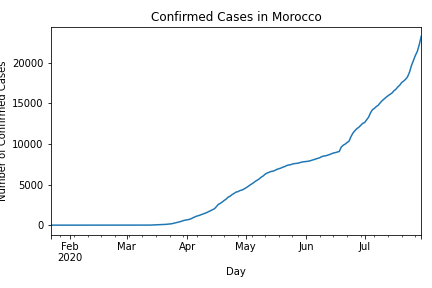 Confirmed Cases in Morocco
Number of Confirmed Cases
20000
15000
10000
5000
0
Feb Mar Apr May Jun Jul
2020
Day